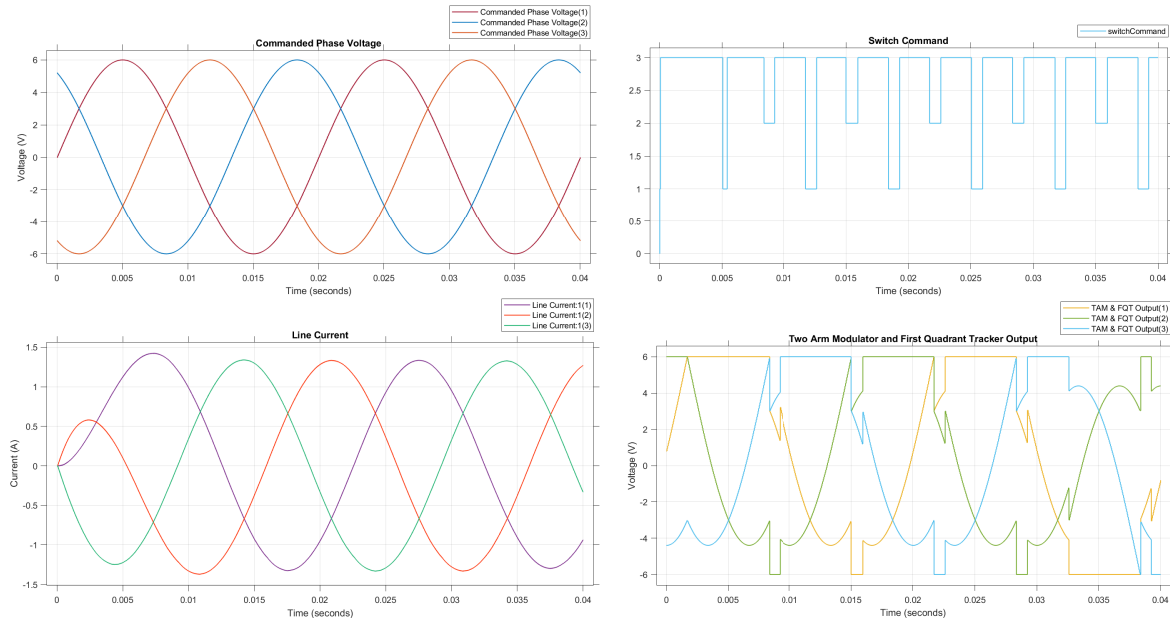 Commanded Phase Voltage(1)
Commanded Phase Voltage(2)
Commanded Phase Voltage(3)
Commanded Phase Voltage
6
4
2
0
-2
-4
-6
Voltage (V)
0 0.005 0.01 0.015 0.02 0.025 0.03 0.035 0.04
Time (seconds)
switchCommand
Switch Command
3
2.5
2
1.5
1
0.5
0
0 0.005 0.01 0.015 0.02 0.025 0.03 0.035 0.04
Time (seconds)
Line Current:1(1)
Line Current:1(2)
Line Current:1(3)
Line Current
1.5
1
0.5
0
-0.5
-1
-1.5
Current (A)
0 0.005 0.01 0.015 0.02 0.025 0.03 0.035 0.04
Time (seconds)
TAM & FQT Output(1)
TAM & FQT Output(2)
TAM & FQT Output(3)
Two Arm Modulator and First Quadrant Tracker Output
6
4
2
0
-2
-4
-6
Voltage (V)
0 0.005 0.01 0.015 0.02 0.025 0.03 0.035 0.04
Time (seconds)